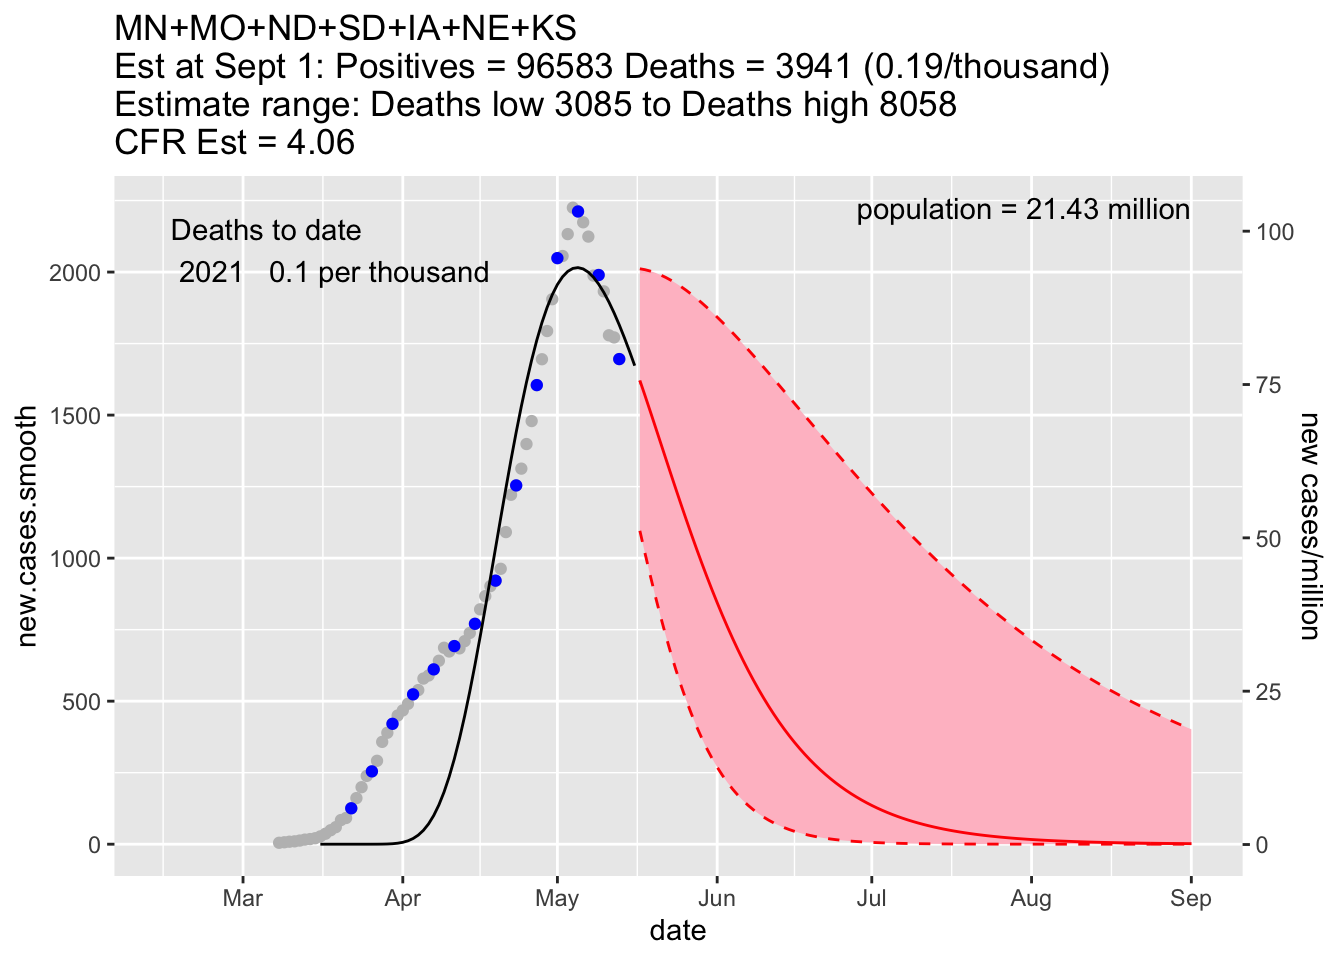 MN+MO+ND+SD+IA+NE+KS
Est at Sept 1: Positives = 96583 Deaths = 3941 (0.19/thousand)
Estimate range: Deaths low 3085 to Deaths high 8058
CFR Est = 4.06
population = 21.43 million
Deaths to date
2021 0.1 per thousand
2000
1500
1000
500
0
new.cases.smooth
100
75
50
25
0
new cases/million
Mar Apr May Jun Jul Aug Sep
date